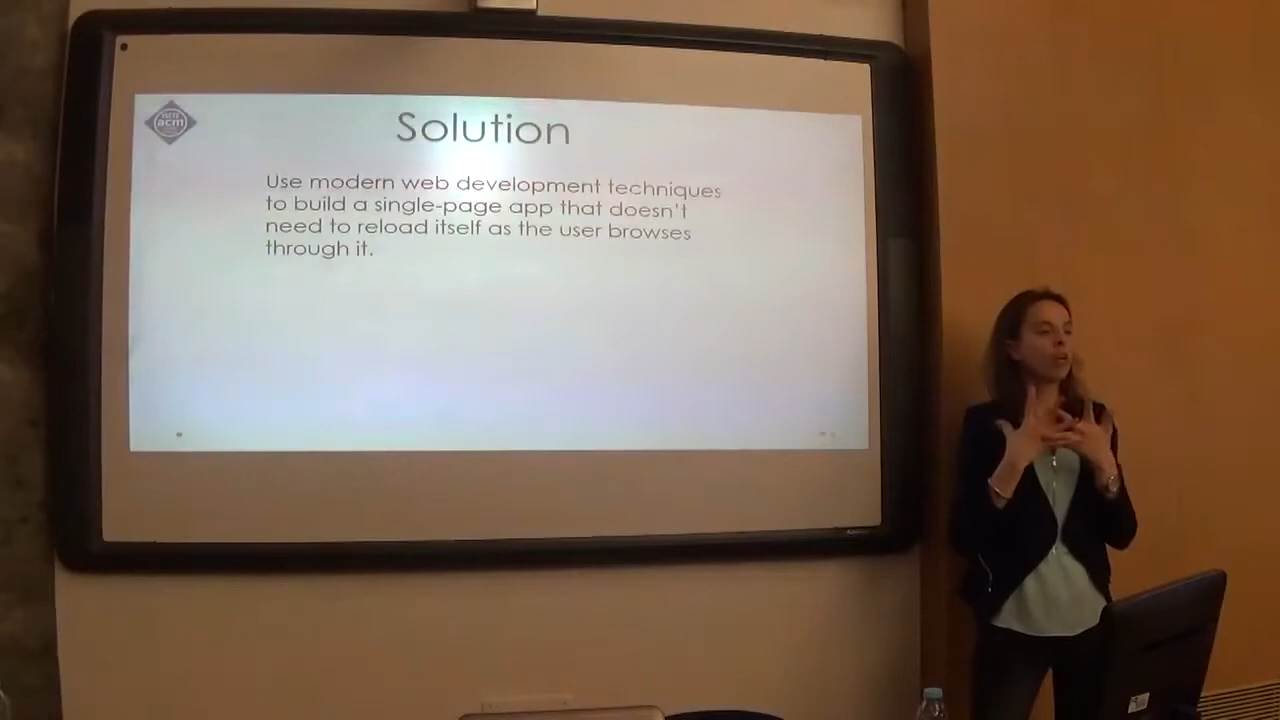 acm
Solution
Use modern web development techniques
to build a single-page app that doesn't
need to reload itself as the user browses
through it.